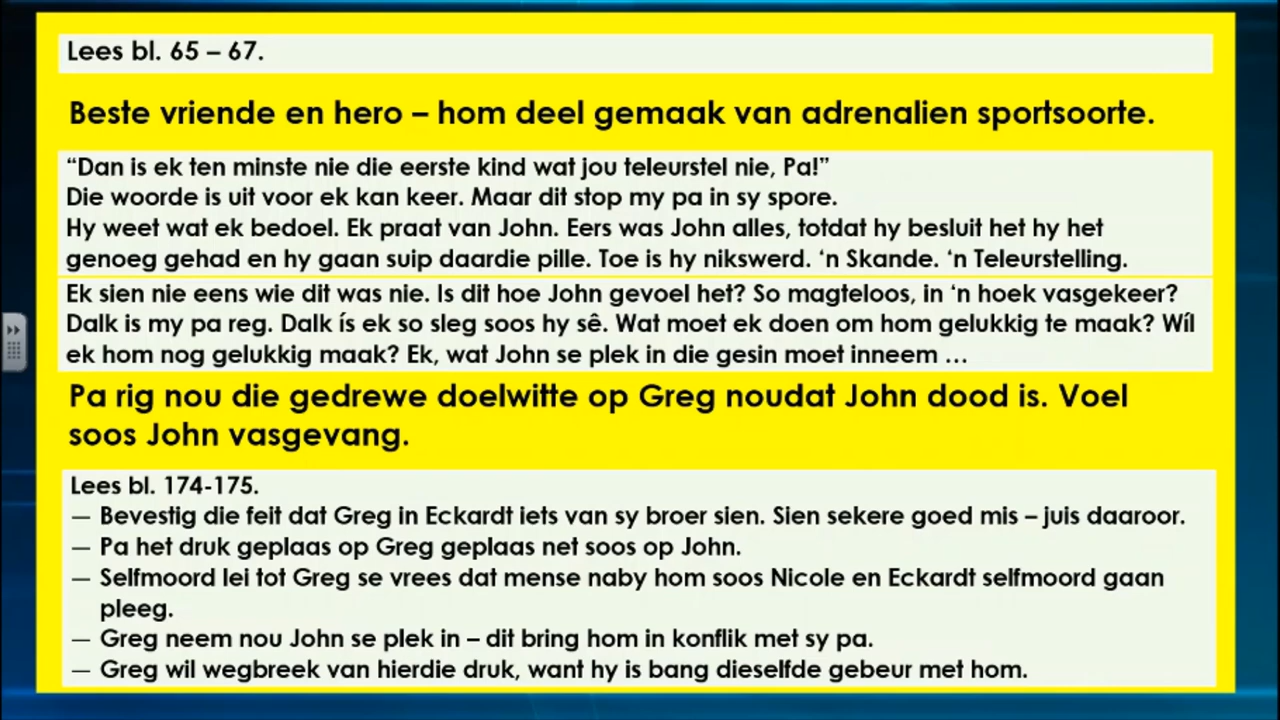 Lees bl. 65 – 67.
Beste vriende en hero – hom deel gemaak van adrenalien sportsoorte.
“Dan is ek ten minste nie die eerste kind wat jou teleurstel nie, Pa!”
Die woorde is uit voor ek kan keer. Maar dit stop my pa in sy spore.
Hy weet wat ek bedoel. Ek praat van John. Eers was John alles, totdat hy besluit het hy het
genoeg gehad en hy gaan suip daardie pille. Toe is hy nikswerd. ‘n Skande. ‘n Teleurstelling.
Ek sien nie eens wie dit was nie. Is dit hoe John gevoel het? So magteloos, in ‘n hoek vasgekeer?
Dalk is my pa reg. Dalk ís ek so sleg soos hy sê. Wat moet ek doen om hom gelukkig te maak? Wíl
ek hom nog gelukkig maak? Ek, wat John se plek in die gesin moet inneem …
Pa rig nou die gedrewe doelwitte op Greg noudat John dood is. Voel
soos John vasgevang.
Lees bl. 174-175.
— Bevestig die feit dat Greg in Eckardt iets van sy broer sien. Sien sekere goed mis – juis daaroor.
— Pa het druk geplaas op Greg geplaas net soos op John.
— Selfmoord lei tot Greg se vrees dat mense naby hom soos Nicole en Eckardt selfmoord gaan
pleeg.
— Greg neem nou John se plek in – dit bring hom in konflik met sy pa.
— Greg wil wegbreek van hierdie druk, want hy is bang dieselfde gebeur met hom.